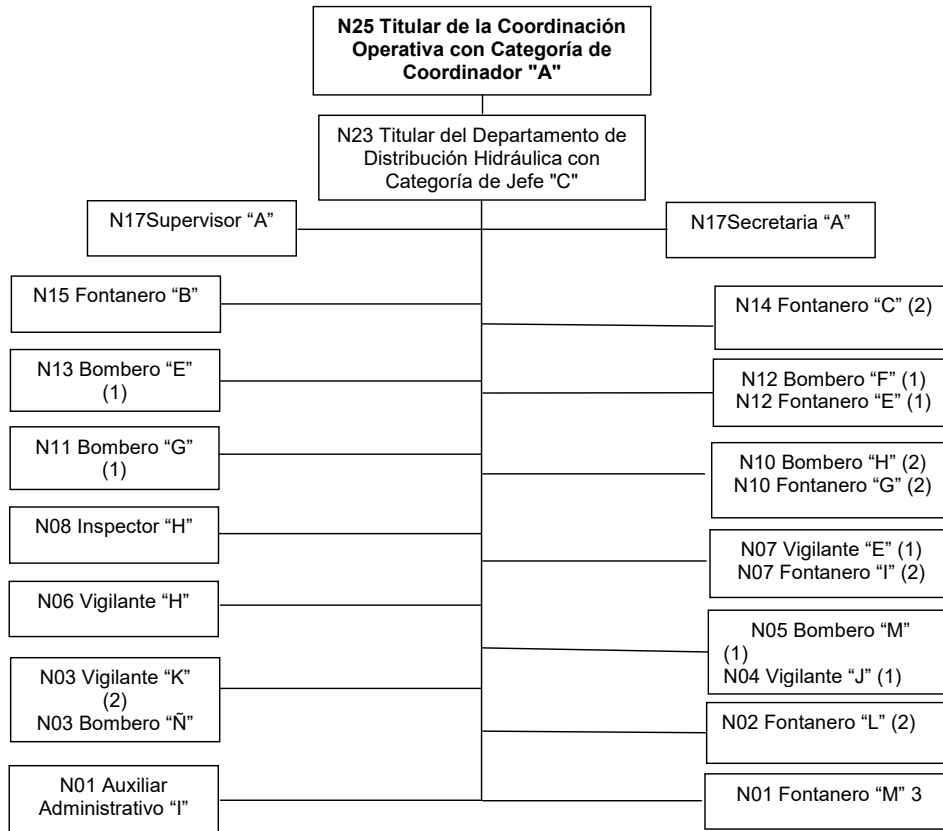 N25 Titular de la Coordinación
Operativa con Categoría de
Coordinador "A"
N23 Titular del Departamento de
Distribución Hidráulica con
Categoría de Jefe "C"
N17Supervisor “A”
N17Secretaria “A”
N15 Fontanero “B”
N14 Fontanero “C” (2)
N13 Bombero “E”
(1)
N12 Bombero “F” (1)
N12 Fontanero “E” (1)
N11 Bombero “G”
(1)
N10 Bombero “H” (2)
N10 Fontanero “G” (2)
N08 Inspector “H”
N07 Vigilante “E” (1)
N07 Fontanero “I” (2)
N06 Vigilante “H”
N05 Bombero “M”
(1)
N04 Vigilante “J” (1)
N03 Vigilante “K”
(2)
N03 Bombero “Ñ”
N02 Fontanero “L” (2)
N01 Auxiliar
Administrativo “I”
N01 Fontanero “M” 3